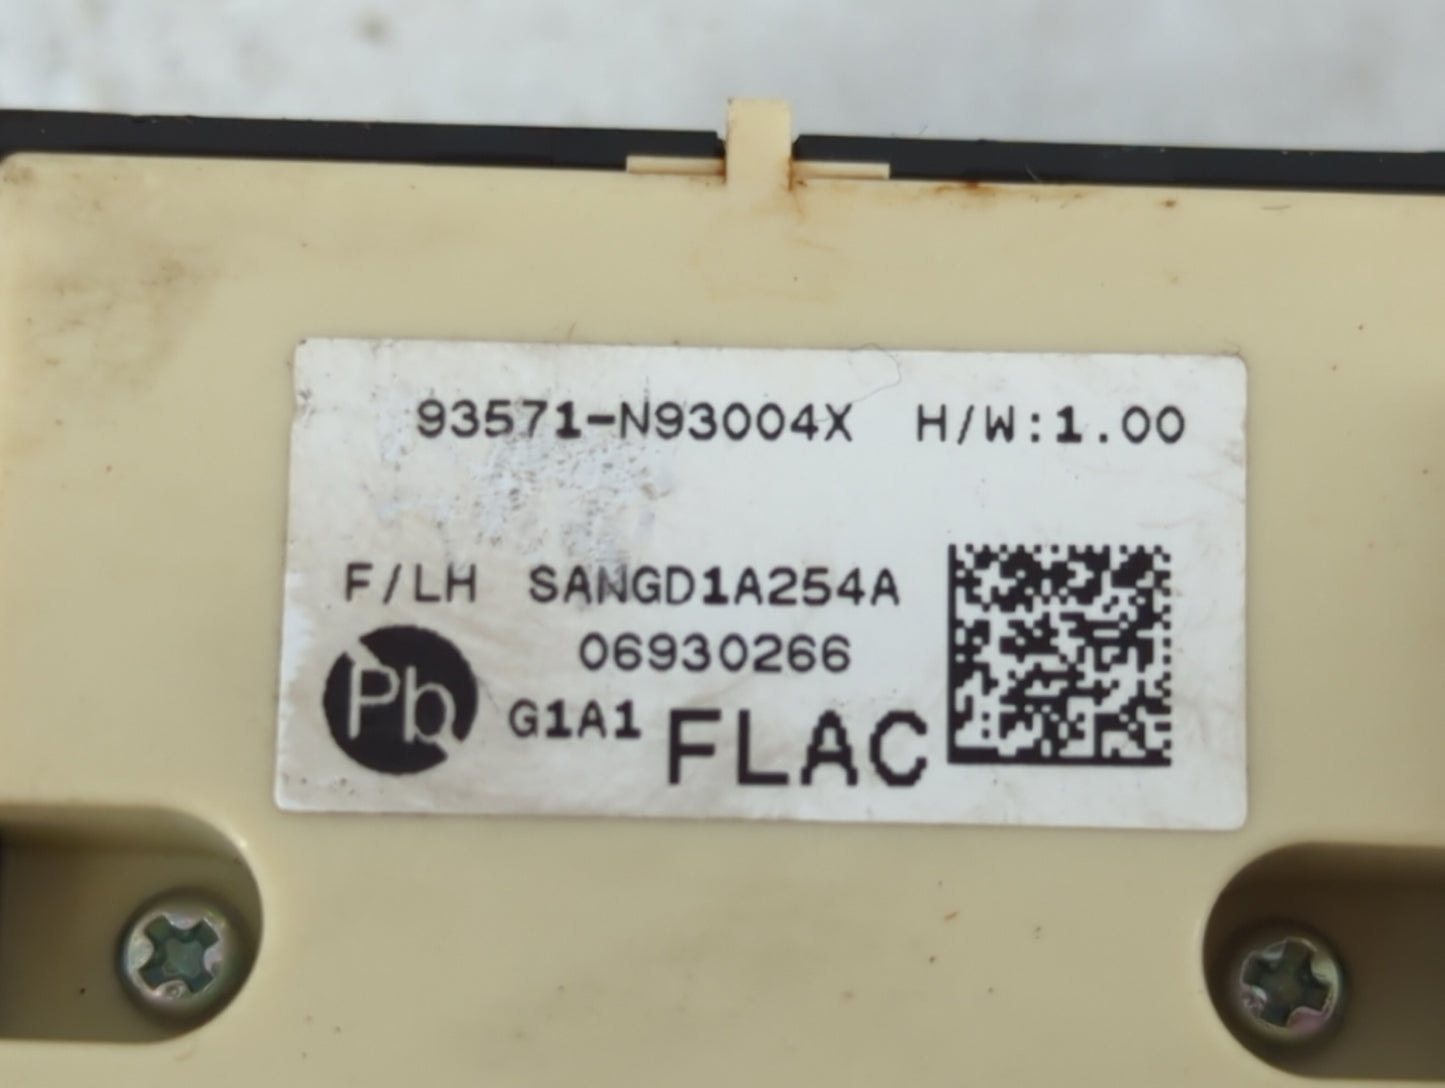 93571-N93004X H/W:1.00
F/LH SANGD1A254A
06930266
Pb G1A1 FLAC